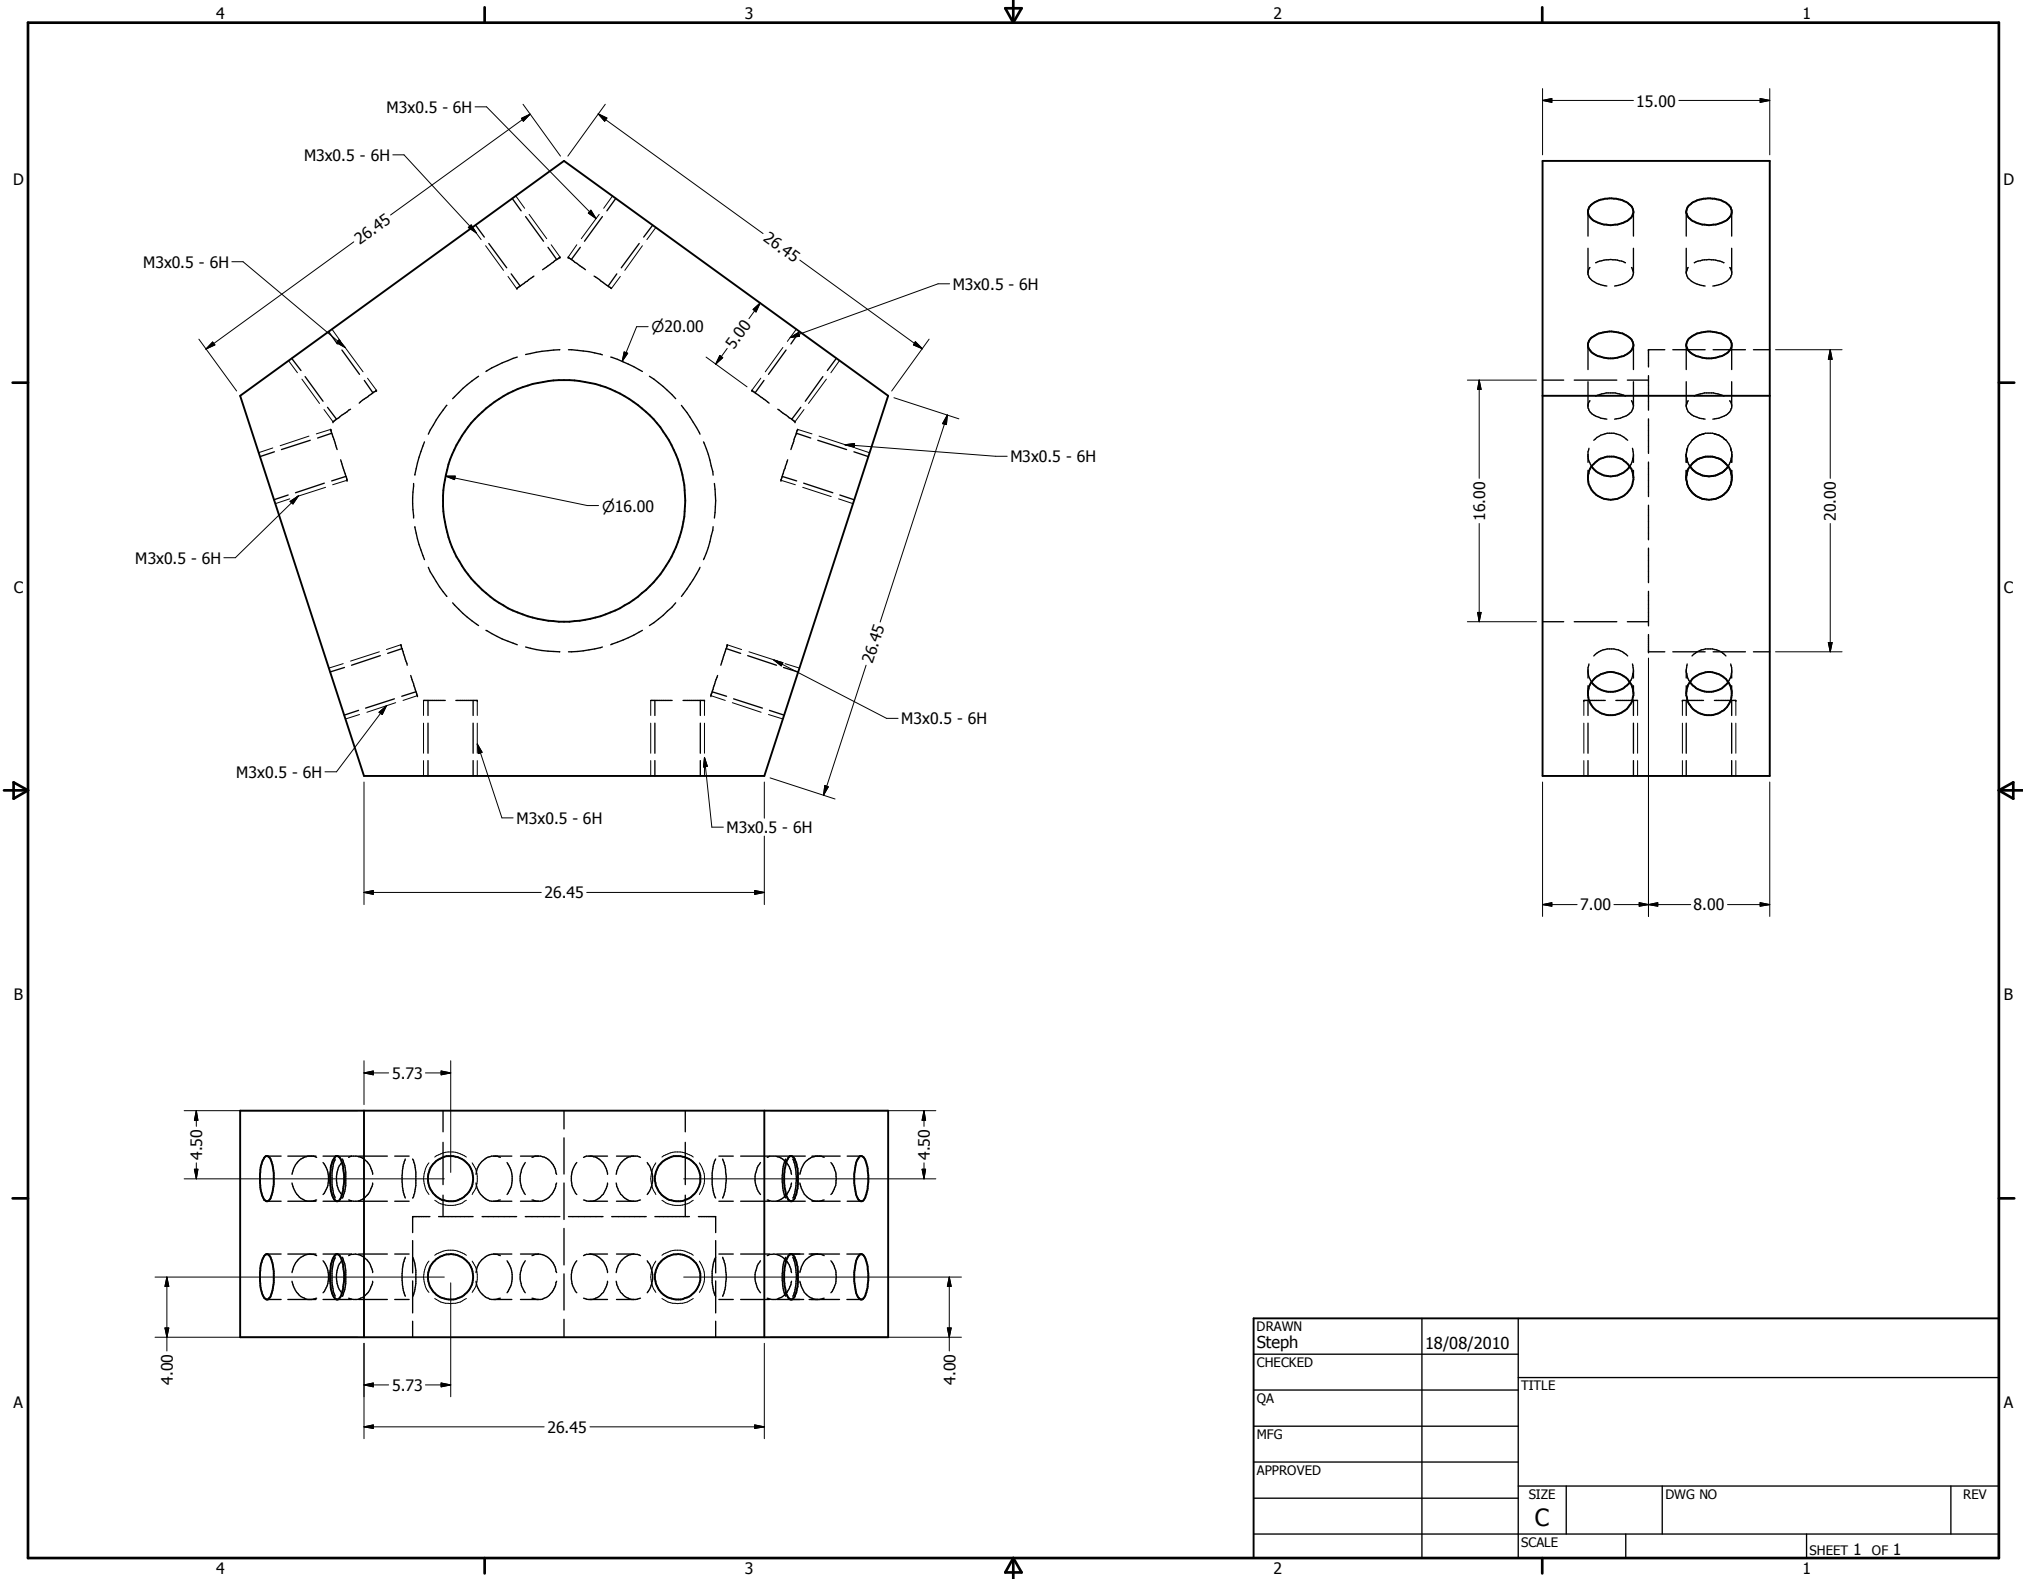 4 3 2 1
D D
C C
B B
A A
M3x0.5 - 6H
M3x0.5 - 6H
M3x0.5 - 6H
26.45
26.45
M3x0.5 - 6H
5.00
Ø20.00
M3x0.5 - 6H
Ø16.00
M3x0.5 - 6H
26.45
M3x0.5 - 6H
M3x0.5 - 6H
M3x0.5 - 6H
M3x0.5 - 6H
26.45
15.00
16.00
20.00
7.00 8.00
5.73
4.50
4.50
4.00
4.00
5.73
26.45
DRAWN
Steph 18/08/2010
CHECKED
QA
MFG
APPROVED
TITLE
SIZE
C
DWG NO
REV
SCALE
SHEET 1 OF 1
4 3 2 1